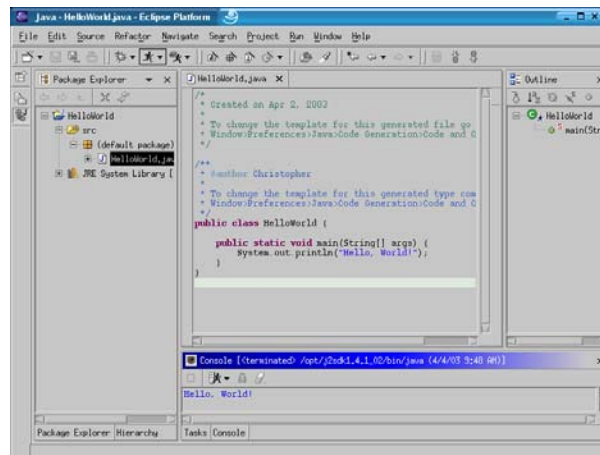 Java - HelloWorld.java - Eclipse Platform
File Edit Source Refactor Navigate Search Project Run Window Help
Package Explorer
HelloWorld
src
(default package)
HelloWorld.jav
JRE System Library [
Package Explorer Hierarchy
HelloWorld.java
/*
* Created on Apr 2, 2003
*
* To change the template for this generated file go
* Window>Preferences>Java>Code Generation>Code and C
*/
/**
* @author Christopher
*
* To change the template for this generated type com
* Window>Preferences>Java>Code Generation>Code and C
*/
public class HelloWorld {
public static void main(String[] args) {
System.out.println("Hello, World!");
}
}
Outline
HelloWorld
main(Str
Console [<terminated> /opt/j2sdk1.4.1_02/bin/java (4/4/03 9:48 AM)]
Hello, World!
Tasks Console